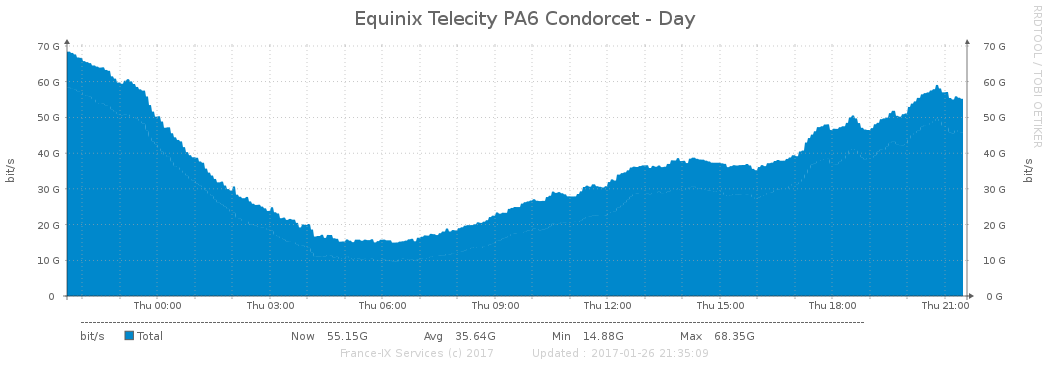 Equinix Telecity PA6 Condorcet - Day
RRDTOOL / TOBI OETIKER
bit/s
70 G 70 G
60 G 60 G
50 G 50 G
40 G 40 G
30 G 30 G
20 G 20 G
10 G 10 G
0 0 G
bit/s
Thu 00:00 Thu 03:00 Thu 06:00 Thu 09:00 Thu 12:00 Thu 15:00 Thu 18:00 Thu 21:00
bit/s Total Now 55.15G Avg 35.64G Min 14.88G Max 68.35G
France-IX Services (c) 2017 Updated : 2017-01-26 21:35:09